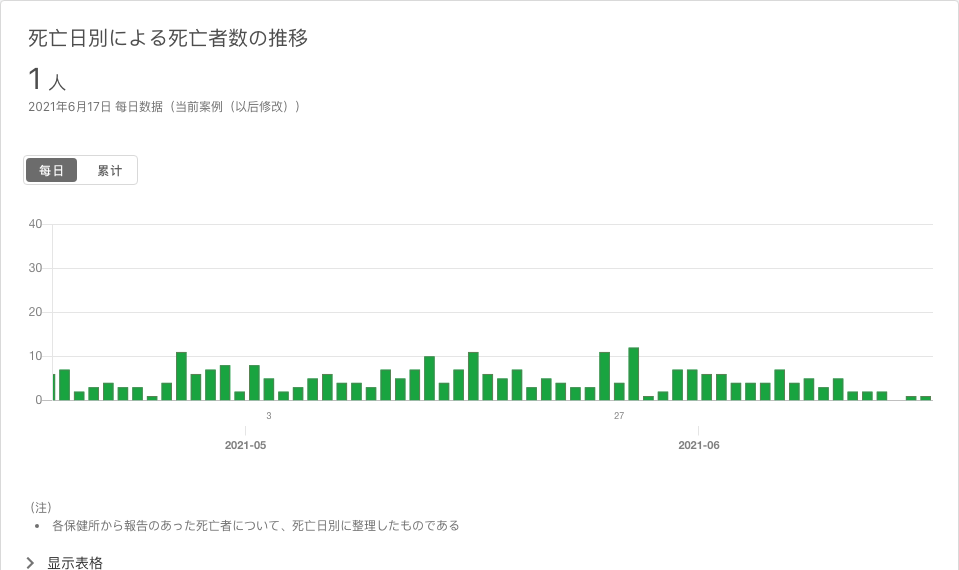 死亡日別による死亡者数の推移
1 人
2021年6月17日 每日数据（当前案例（以后修改））
每日 累计
40
30
20
10
0
3 27
2021-05 2021-06
（注）
• 各保健所から報告のあった死亡者について、死亡日別に整理したものである
显示表格